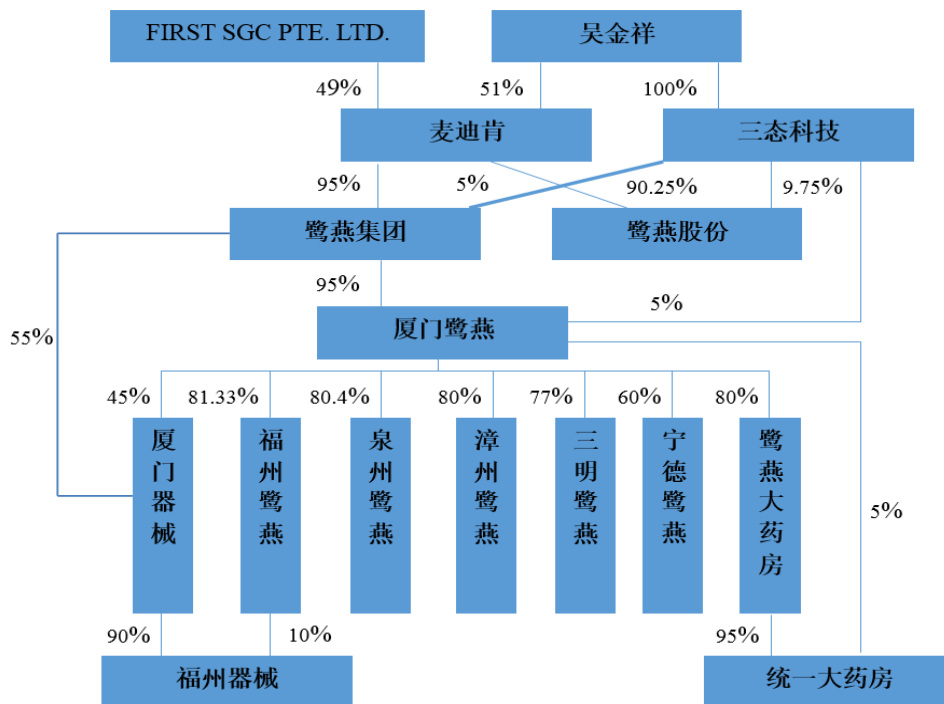 FIRST SGC PTE. LTD.
吴金祥
49%
51%
100%
麦迪肯
三态科技
95%
5%
90.25%
9.75%
鹭燕集团
鹭燕股份
95%
5%
厦门鹭燕
55%
45%
81.33%
80.4%
80%
77%
60%
80%
厦门器械
福州鹭燕
泉州鹭燕
漳州鹭燕
三明鹭燕
宁德鹭燕
鹭燕大药房
5%
90%
10%
95%
福州器械
统一大药房